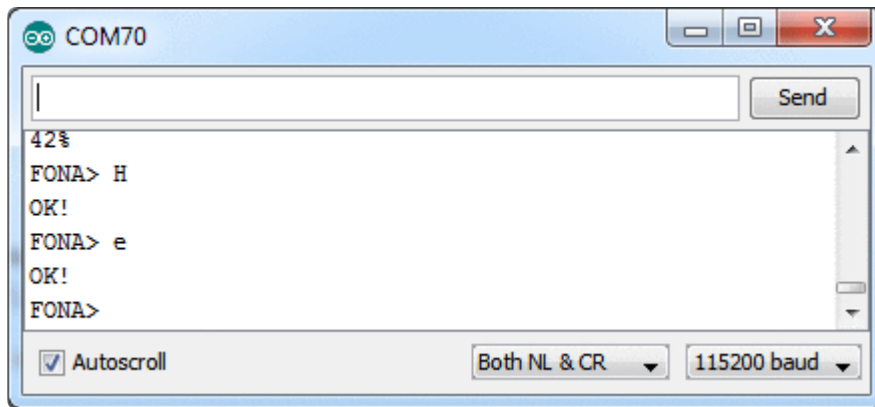 COM70
Send
42%
FONA> H
OK!
FONA> e
OK!
FONA>
Autoscroll
Both NL & CR
115200 baud